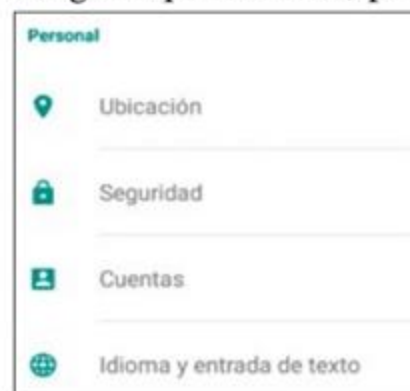 Personal
Ubicación
Seguridad
Cuentas
Idioma y entrada de texto